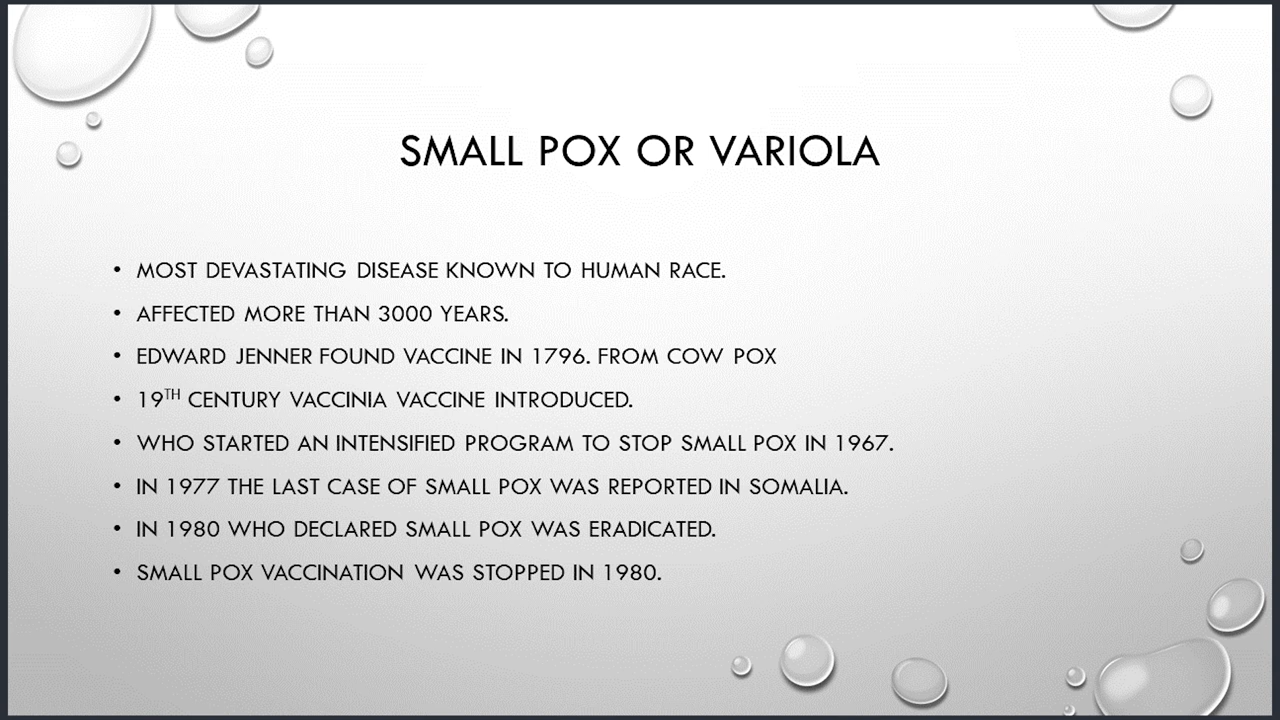 SMALL POX OR VARIOLA
• MOST DEVASTATING DISEASE KNOWN TO HUMAN RACE.
• AFFECTED MORE THAN 3000 YEARS.
• EDWARD JENNER FOUND VACCINE IN 1796. FROM COW POX
• 19TH CENTURY VACCINIA VACCINE INTRODUCED.
• WHO STARTED AN INTENSIFIED PROGRAM TO STOP SMALL POX IN 1967.
• IN 1977 THE LAST CASE OF SMALL POX WAS REPORTED IN SOMALIA.
• IN 1980 WHO DECLARED SMALL POX WAS ERADICATED.
• SMALL POX VACCINATION WAS STOPPED IN 1980.